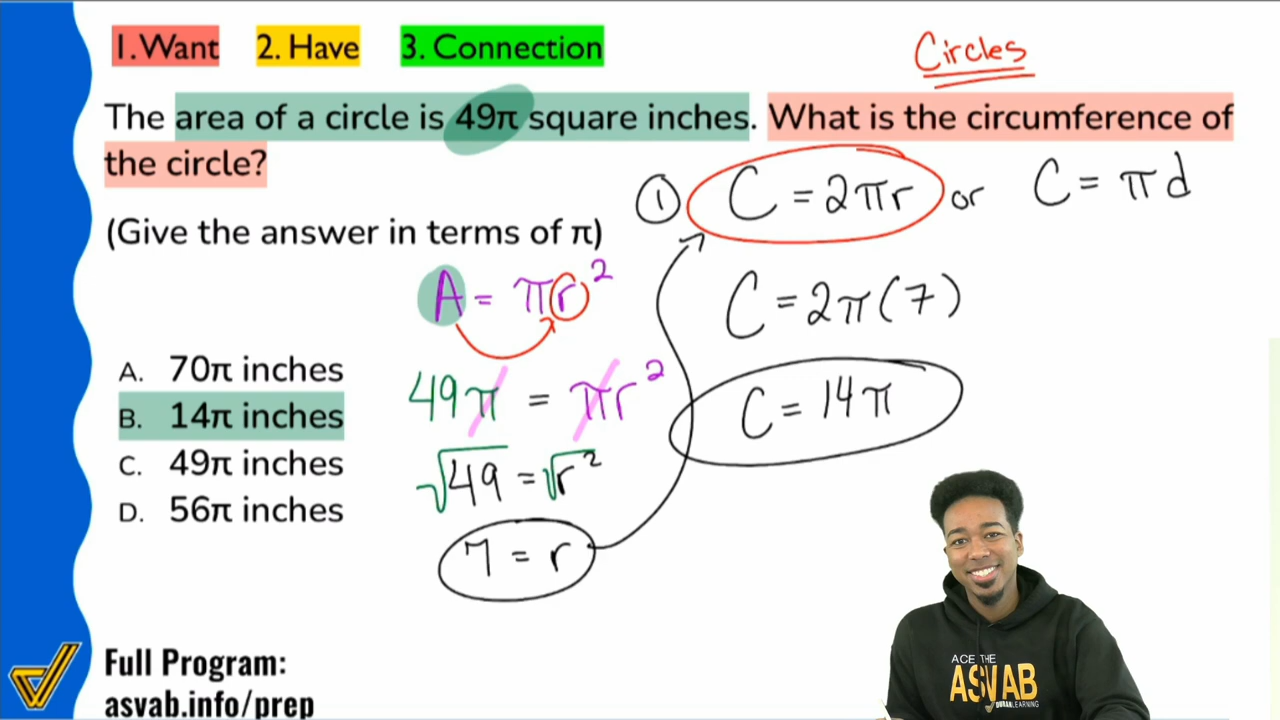 1. Want 2. Have 3. Connection
Circles
The area of a circle is 49π square inches. What is the circumference of
the circle?
① C = 2πr or C = πd
(Give the answer in terms of π)
A = πr²
C = 2π(7)
A. 70π inches
49π = πr²
C = 14π
B. 14π inches
C. 49π inches
√49 = √r²
D. 56π inches
7 = r
Full Program:
asvab.info/prep
ACE THE
ASVAB
DURAN LEARNING